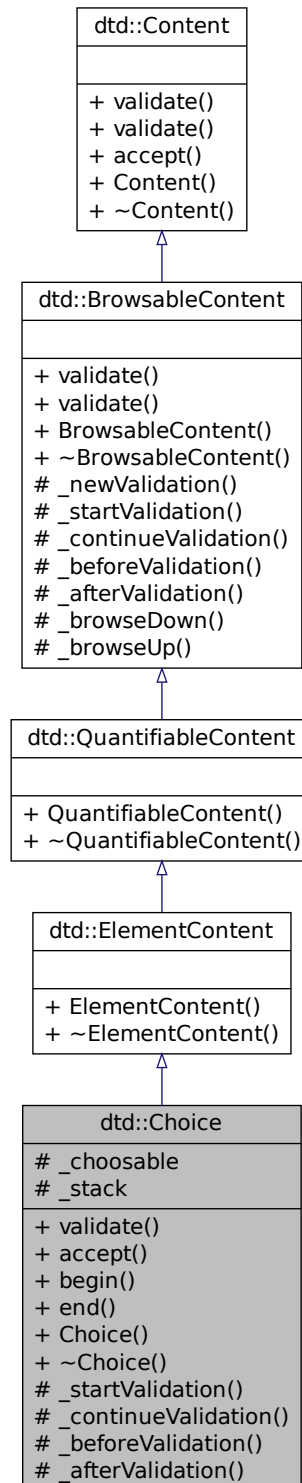 dtd::Content
+ validate()
+ validate()
+ accept()
+ Content()
+ ~Content()
dtd::BrowsableContent
+ validate()
+ validate()
+ BrowsableContent()
+ ~BrowsableContent()
# _newValidation()
# _startValidation()
# _continueValidation()
# _beforeValidation()
# _afterValidation()
# _browseDown()
# _browseUp()
dtd::QuantifiableContent
+ QuantifiableContent()
+ ~QuantifiableContent()
dtd::ElementContent
+ ElementContent()
+ ~ElementContent()
dtd::Choice
# _choosable
# _stack
+ validate()
+ accept()
+ begin()
+ end()
+ Choice()
+ ~Choice()
# _startValidation()
# _continueValidation()
# _beforeValidation()
# _afterValidation()